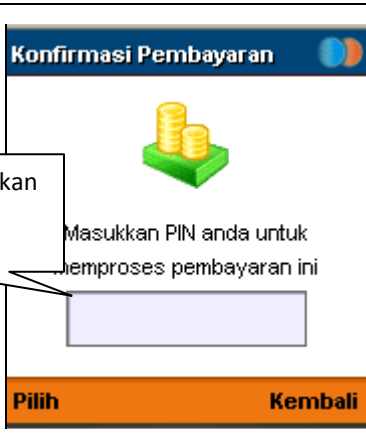 Konfirmasi Pembayaran
kan
Masukkan PIN anda untuk
memproses pembayaran ini
Pilih Kembali